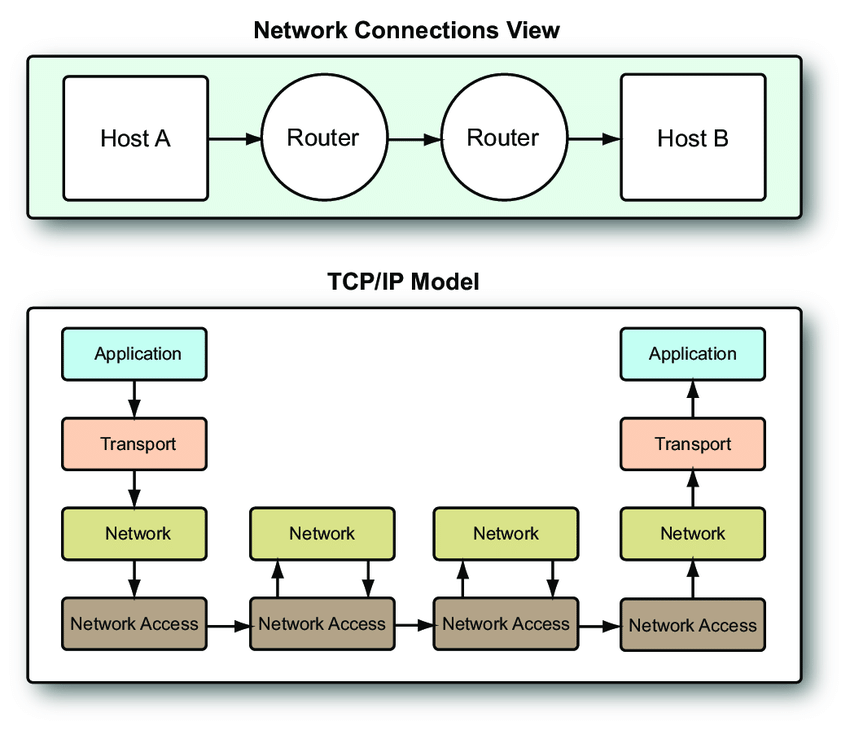 Network Connections View
Host A
Router
Router
Host B
TCP/IP Model
Application
Application
Transport
Transport
Network
Network
Network
Network
Network Access
Network Access
Network Access
Network Access